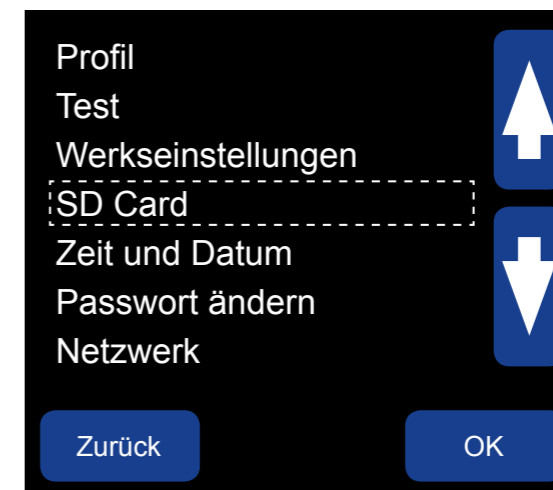 Profil
Test
Werkseinstellungen
SD Card
Zeit und Datum
Passwort ändern
Netzwerk
Zurück
OK